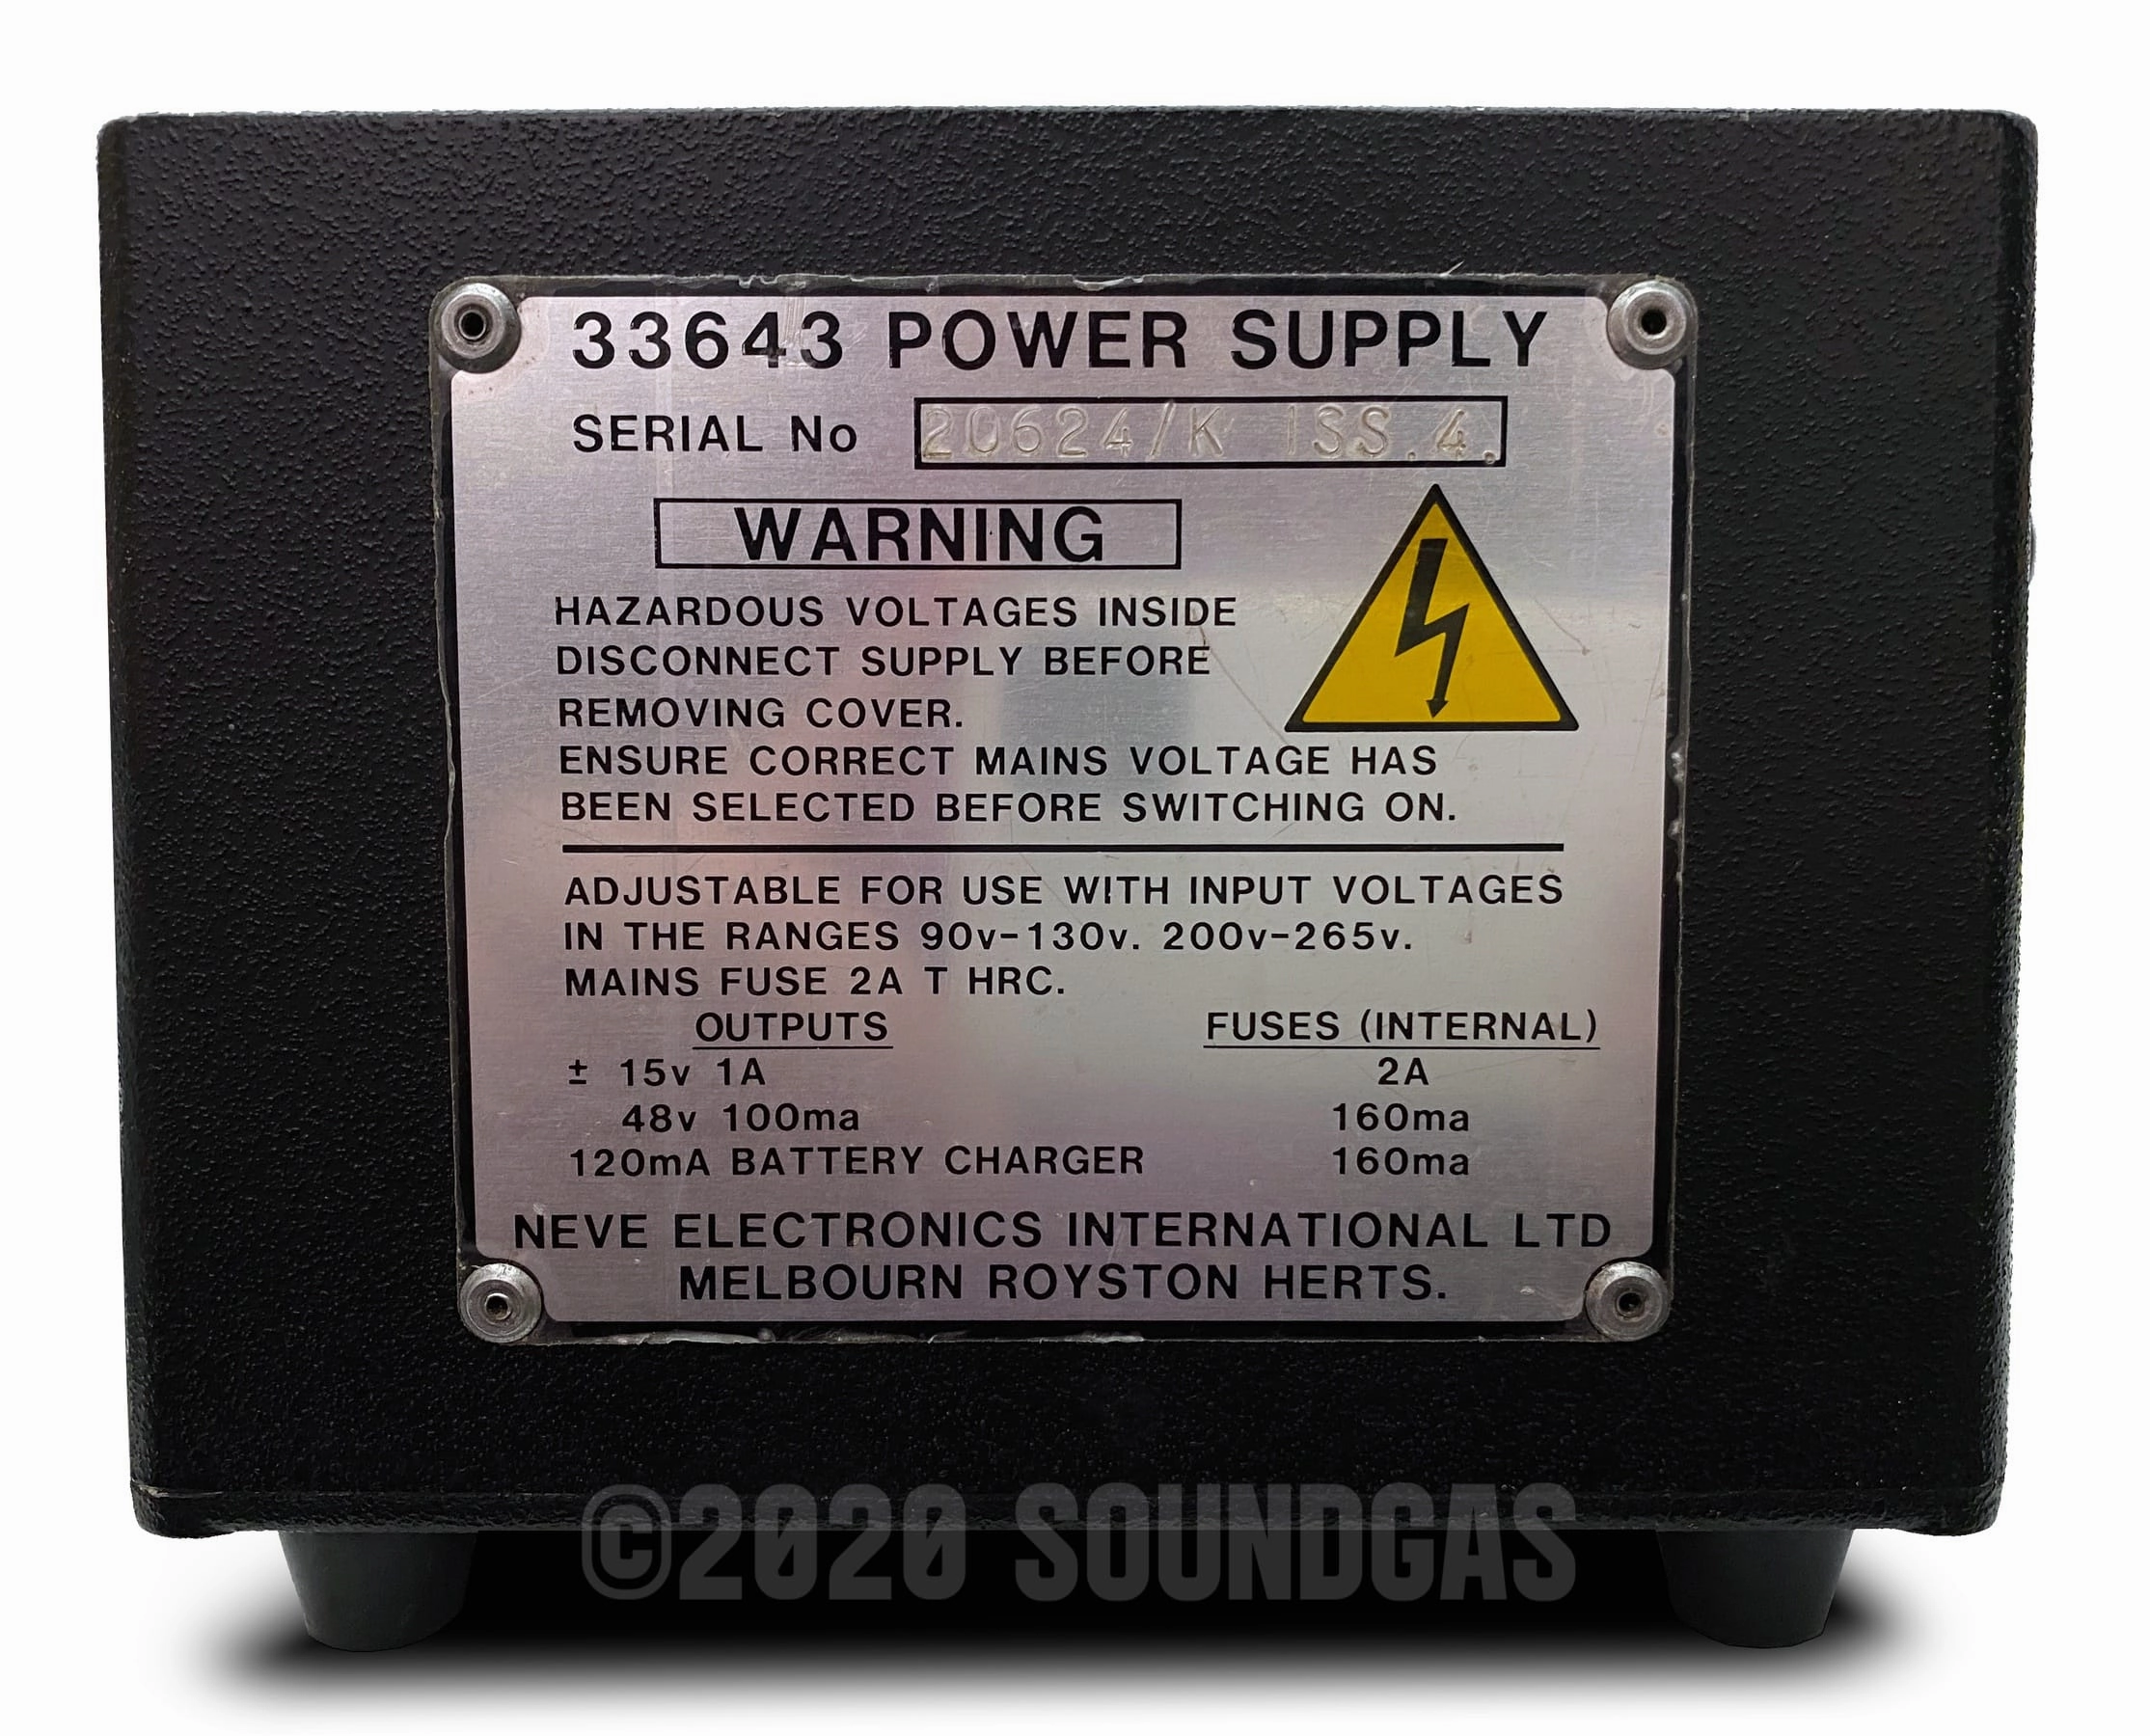 33643 POWER SUPPLY
SERIAL No 20624/K ISS.4.
WARNING
HAZARDOUS VOLTAGES INSIDE
DISCONNECT SUPPLY BEFORE
REMOVING COVER.
ENSURE CORRECT MAINS VOLTAGE HAS
BEEN SELECTED BEFORE SWITCHING ON.
ADJUSTABLE FOR USE WITH INPUT VOLTAGES
IN THE RANGES 90v-130v. 200v-265v.
MAINS FUSE 2A T HRC.
OUTPUTS FUSES (INTERNAL)
± 15v 1A 2A
48v 100ma 160ma
120mA BATTERY CHARGER 160ma
NEVE ELECTRONICS INTERNATIONAL LTD
MELBOURN ROYSTON HERTS.
©2020 SOUNDGAS